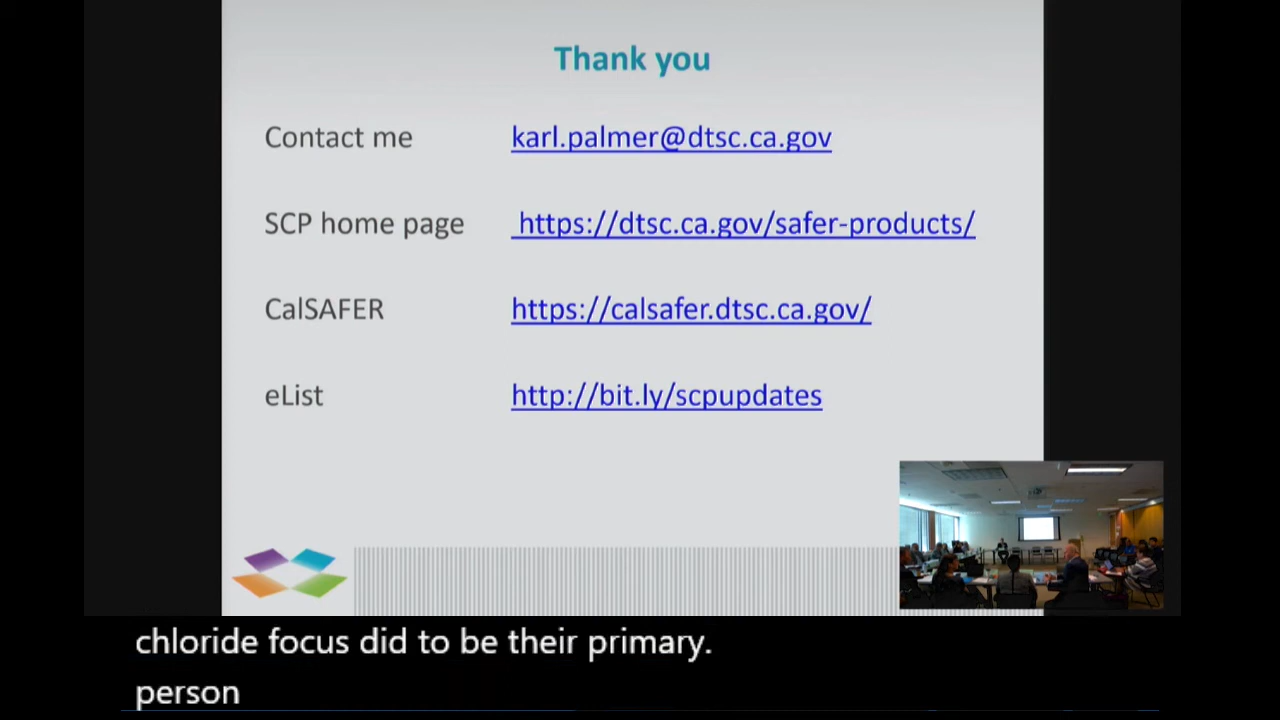 Thank you
Contact me karl.palmer@dtsc.ca.gov
SCP home page https://dtsc.ca.gov/safer-products/
CalSAFER https://calsafer.dtsc.ca.gov/
eList http://bit.ly/scpupdates
chloride focus did to be their primary.
person